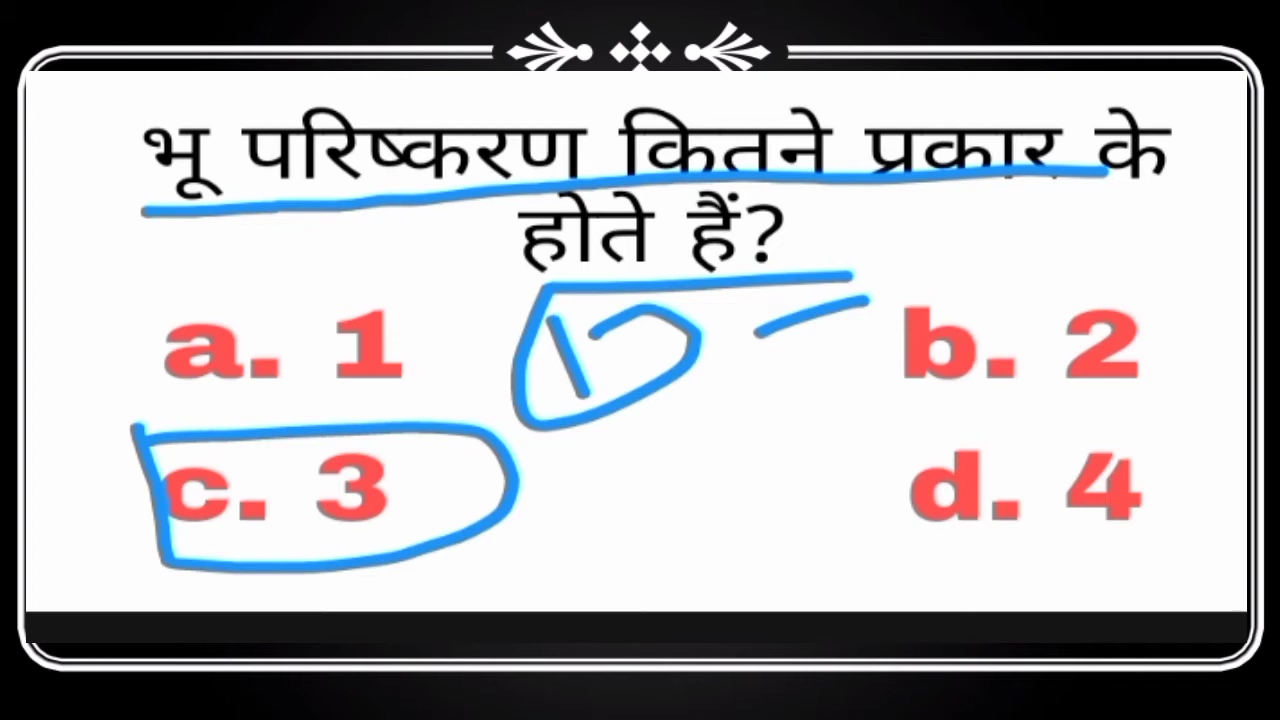 भू परिष्करण कितने प्रकार के
होते हैं?
a. 1
b. 2
c. 3
d. 4